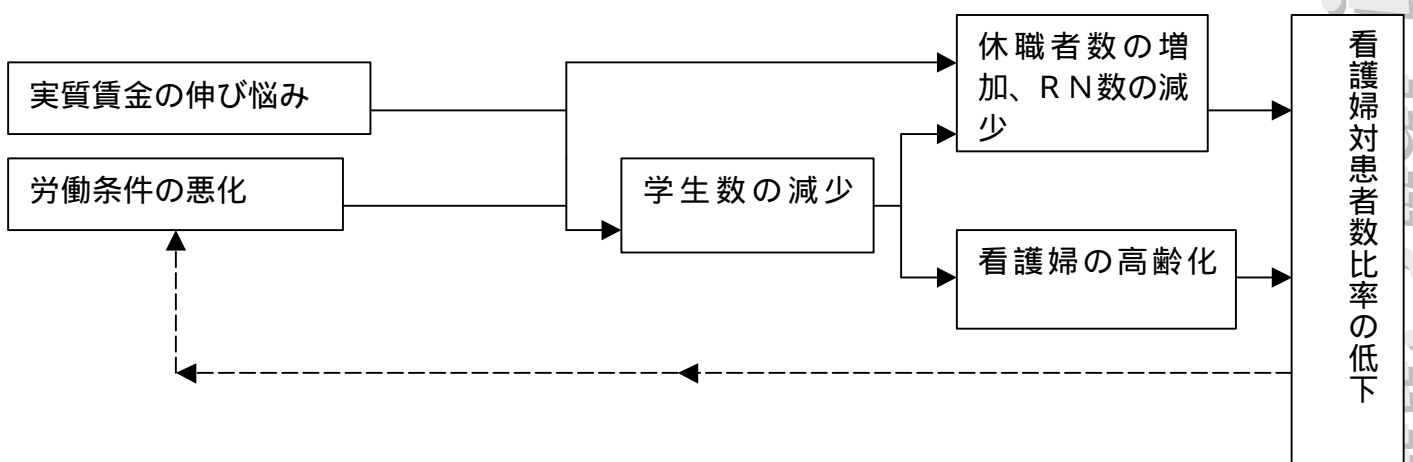 実質賃金の伸び悩み
労働条件の悪化
学生数の減少
休職者数の増
加、ＲＮ数の減
少
看護婦の高齢化
看護婦対患者数比率の低下